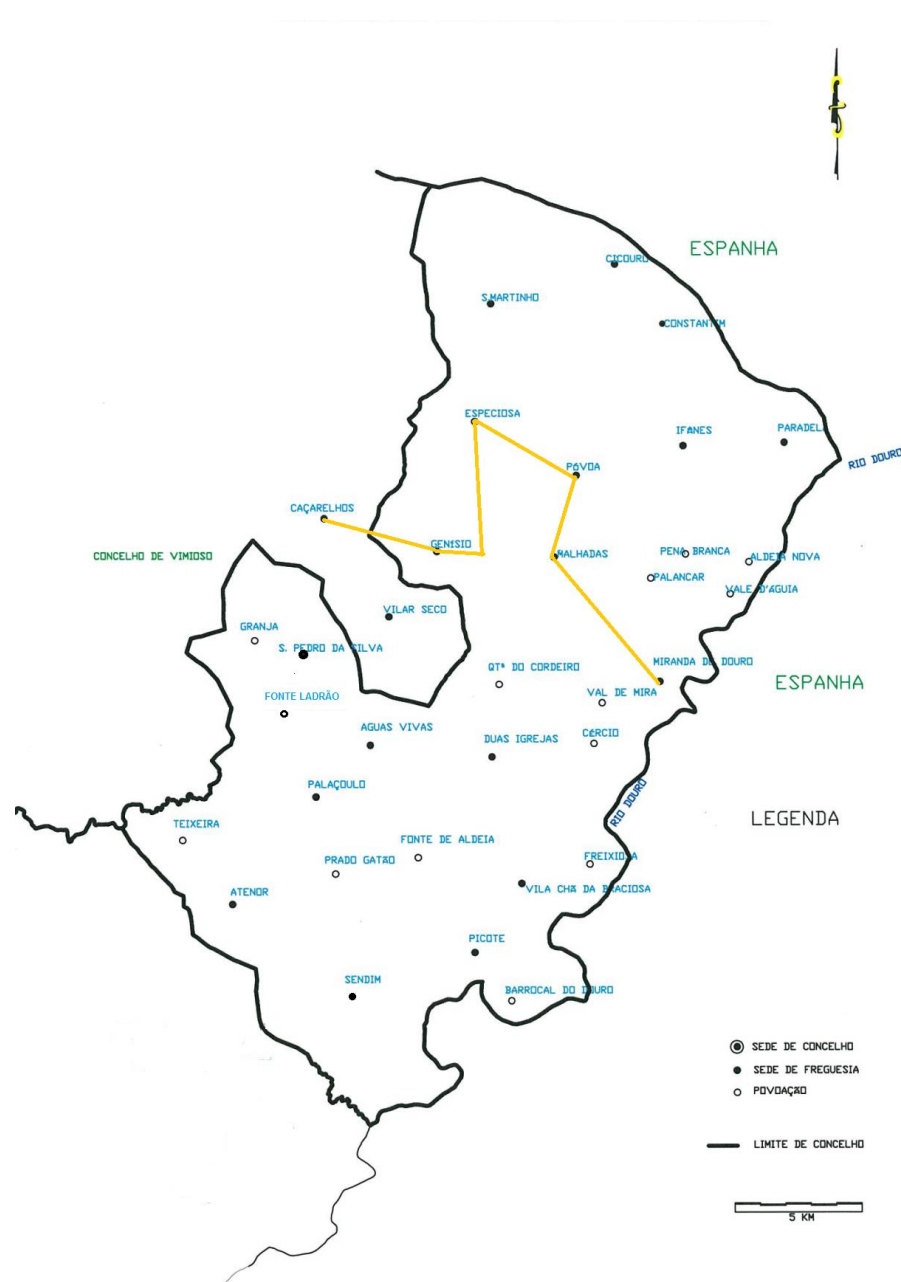 ESPANHA
CICOURO
S.MARTINHO
CONSTANTIM
ESPECIOSA
IFANES
PARADEL
RIO DOURO
PÓVOA
CAÇARELHOS
GENÍSIO
CONCELHO DE VIMIOSO
MALHADAS
PENA BRANCA
ALDEIA NOVA
PALANCAR
VALE D'ÁGUIA
VILAR SECO
GRANJA
S. PEDRO DA SILVA
MIRANDA DO DOURO
QTª DO CORDEIRO
ESPANHA
FONTE LADRÃO
VAL DE MIRA
AGUAS VIVAS
DUAS IGREJAS
CÉRCIO
PALAÇOULO
RIO DOURO
LEGENDA
TEIXEIRA
FONTE DE ALDEIA
PRADO GATÃO
FREIXIOSA
ATENOR
VILA CHÃ DA BRACIOSA
PICOTE
SENDIM
BARROCAL DO DOURO
SEDE DE CONCELHO
SEDE DE FREGUESIA
POVOAÇÃO
LIMITE DE CONCELHO
5 KM